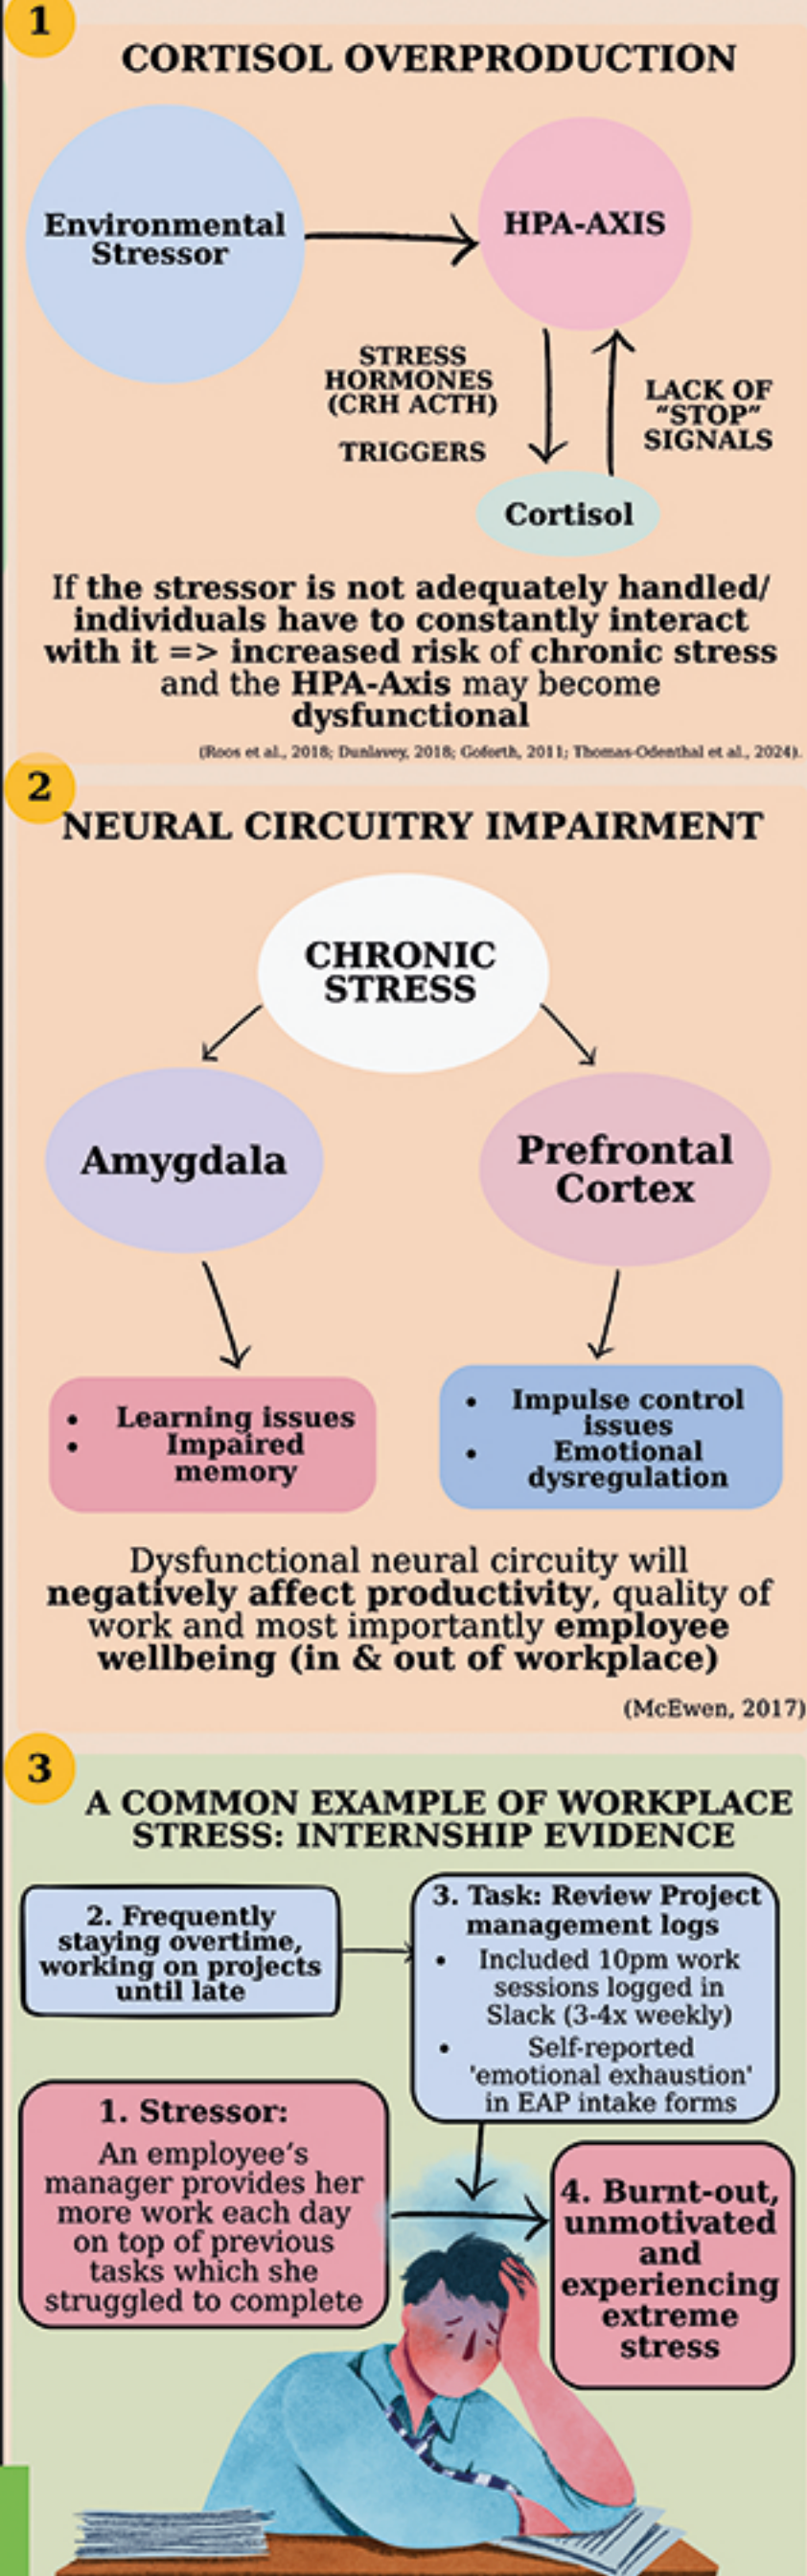 1
CORTISOL OVERPRODUCTION
Environmental
Stressor
HPA-AXIS
STRESS
HORMONES
(CRH ACTH)
TRIGGERS
LACK OF
"STOP"
SIGNALS
Cortisol
If the stressor is not adequately handled/
individuals have to constantly interact
with it => increased risk of chronic stress
and the HPA-Axis may become
dysfunctional
(Roos et al., 2018; Dunlavey, 2018; Goforth, 2011; Thomas-Odenthal et al., 2024).
2
NEURAL CIRCUITRY IMPAIRMENT
CHRONIC
STRESS
Amygdala
Prefrontal
Cortex
• Learning issues
• Impaired
memory
• Impulse control
issues
• Emotional
dysregulation
Dysfunctional neural circuity will
negatively affect productivity, quality of
work and most importantly employee
wellbeing (in & out of workplace)
(McEwen, 2017)
3
A COMMON EXAMPLE OF WORKPLACE
STRESS: INTERNSHIP EVIDENCE
2. Frequently
staying overtime,
working on projects
until late
3. Task: Review Project
management logs
• Included 10pm work
sessions logged in
Slack (3-4x weekly)
• Self-reported
'emotional exhaustion'
in EAP intake forms
1. Stressor:
An employee's
manager provides her
more work each day
on top of previous
tasks which she
struggled to complete
4. Burnt-out,
unmotivated
and
experiencing
extreme
stress